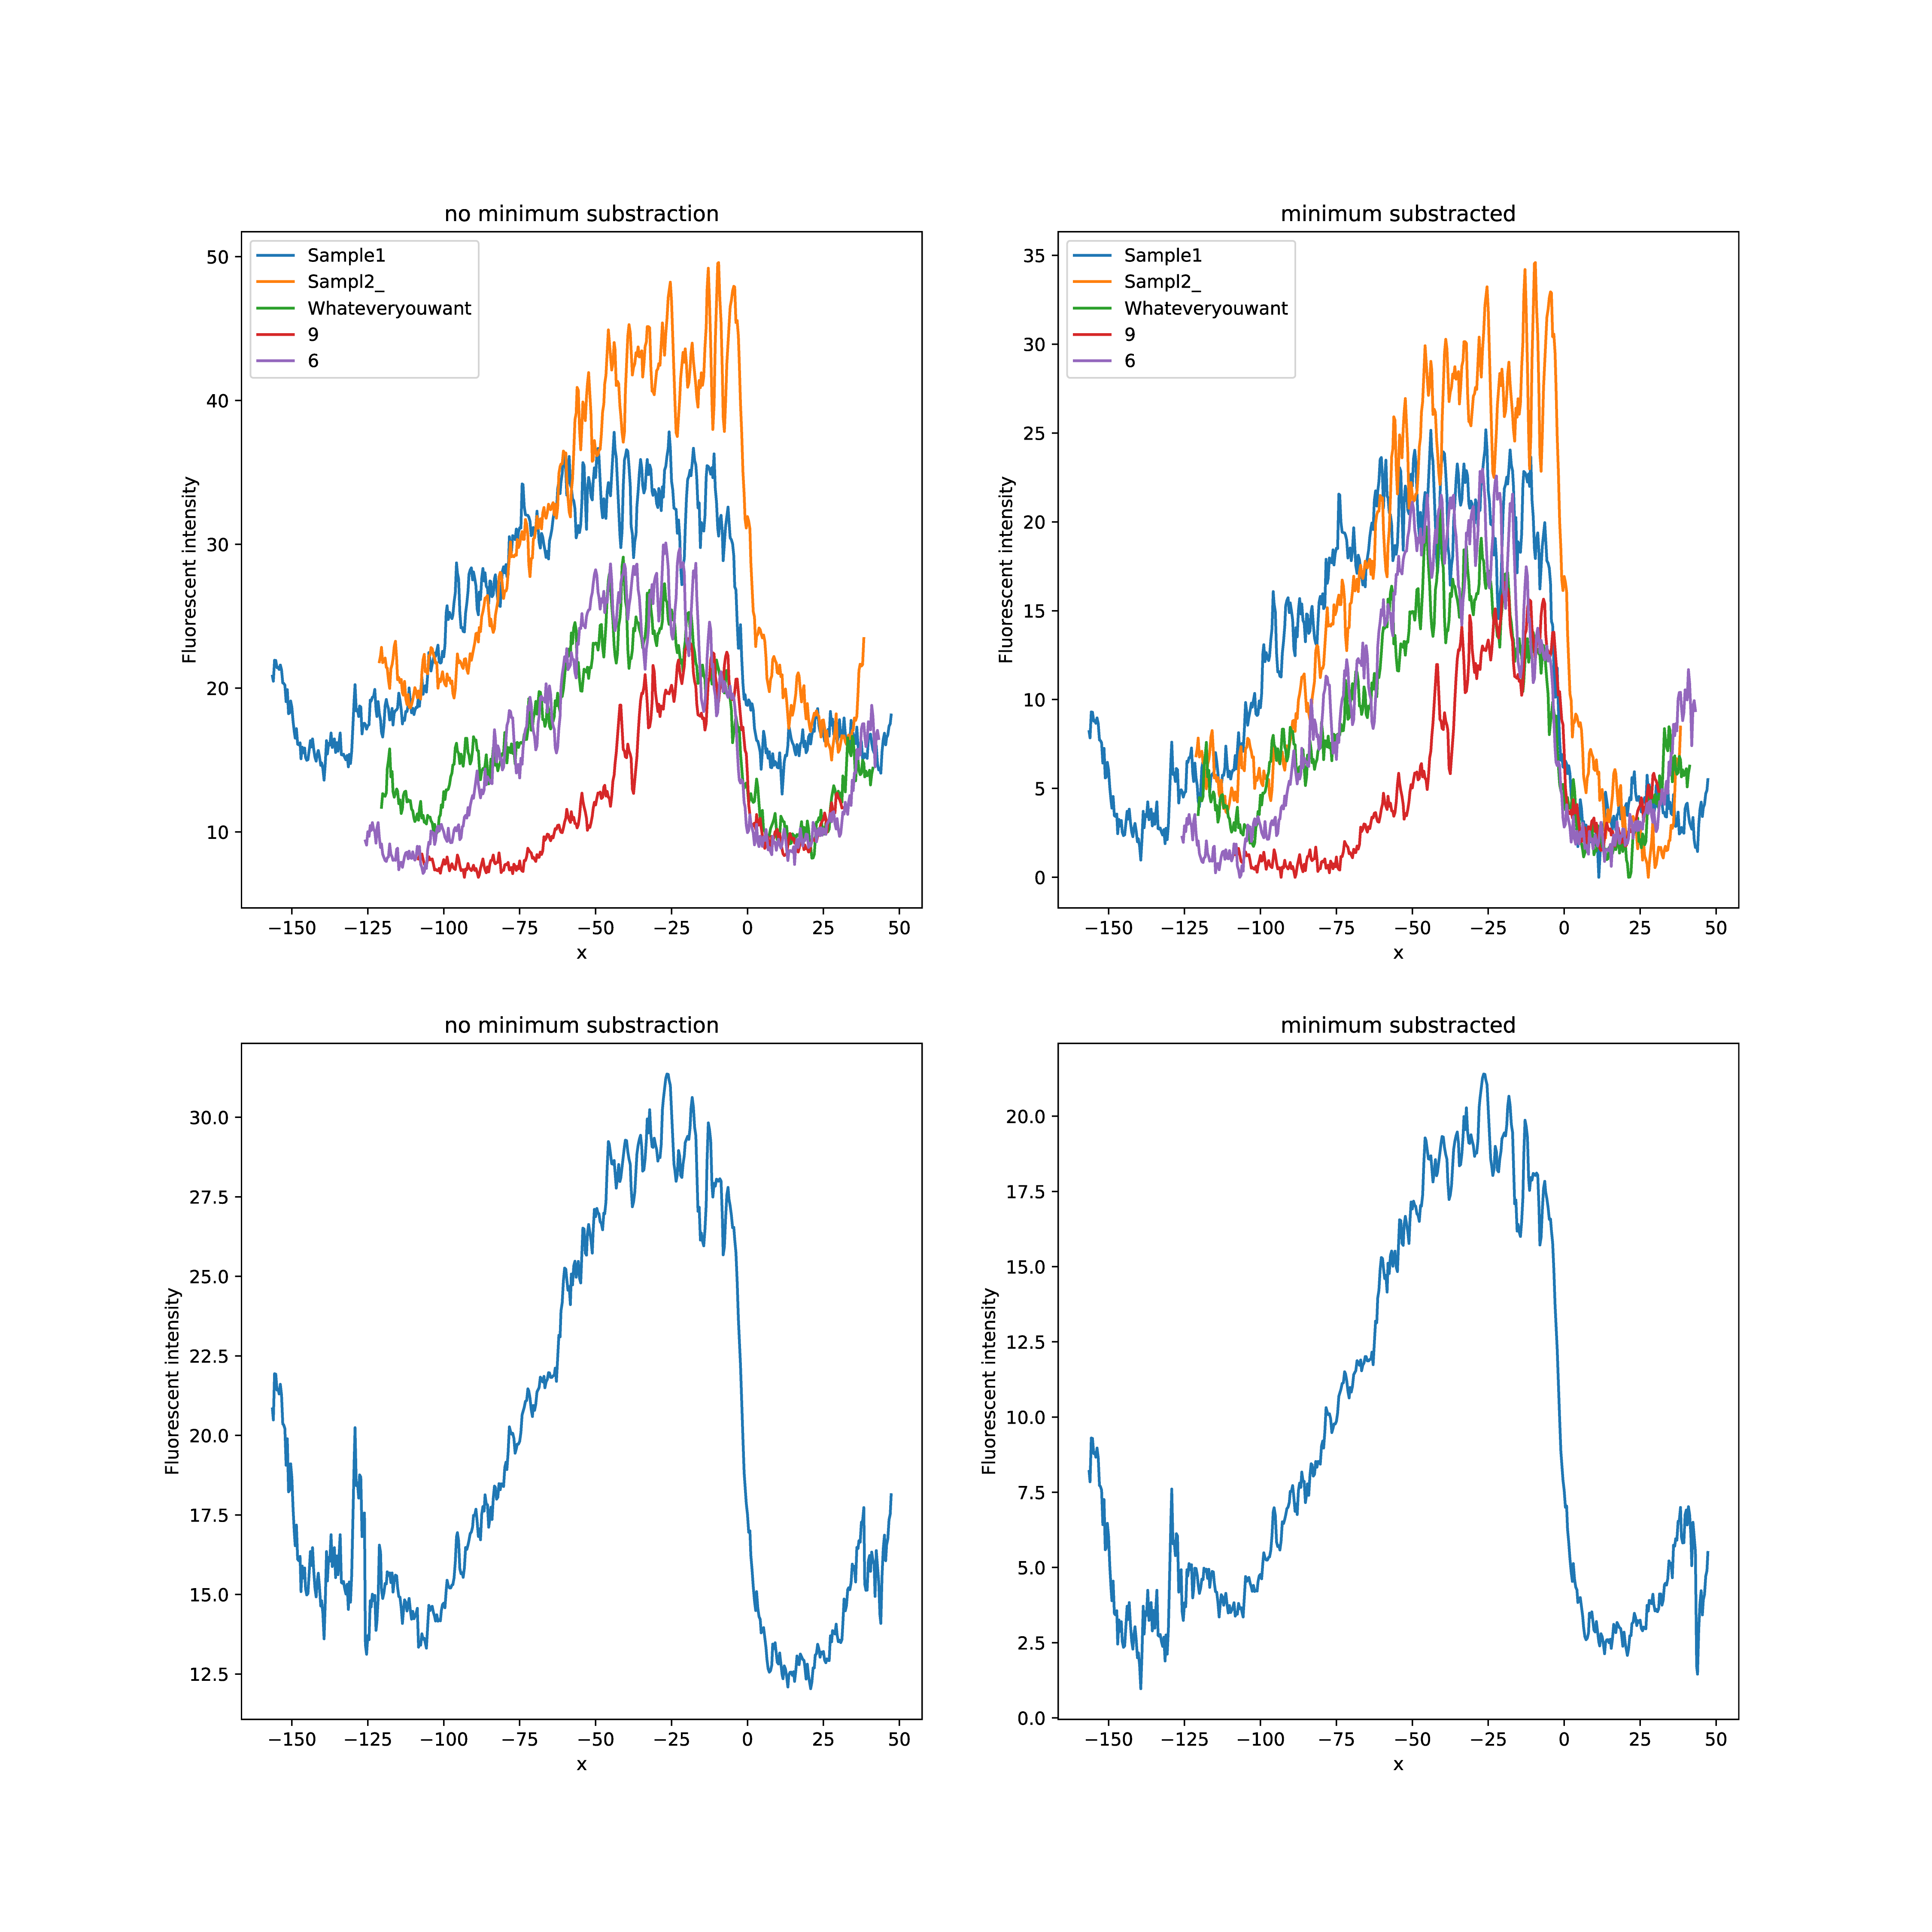 no minimum substraction
Fluorescent intensity
50
40
30
20
10
Sample1
Sampl2_
Whateveryouwant
9
6
−150 −125 −100 −75 −50 −25 0 25 50
x
minimum substracted
Fluorescent intensity
35
30
25
20
15
10
5
0
Sample1
Sampl2_
Whateveryouwant
9
6
−150 −125 −100 −75 −50 −25 0 25 50
x
no minimum substraction
Fluorescent intensity
30.0
27.5
25.0
22.5
20.0
17.5
15.0
12.5
−150 −125 −100 −75 −50 −25 0 25 50
x
minimum substracted
Fluorescent intensity
20.0
17.5
15.0
12.5
10.0
7.5
5.0
2.5
0.0
−150 −125 −100 −75 −50 −25 0 25 50
x